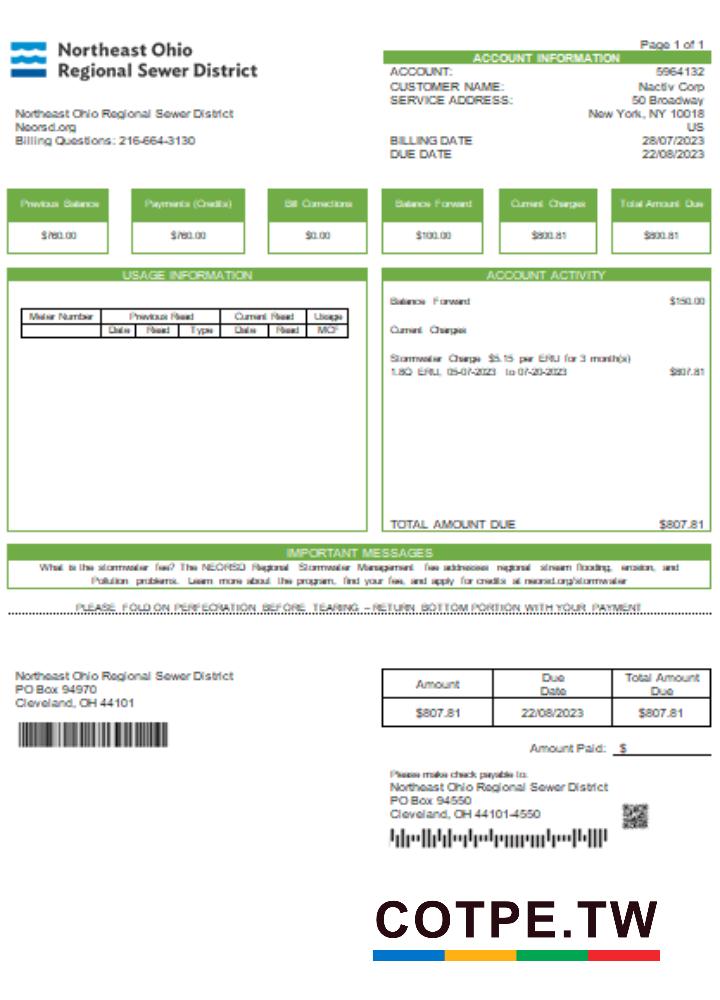 Northeast Ohio
Regional Sewer District
Page 1 of 1
ACCOUNT INFORMATION
ACCOUNT: 5964132
CUSTOMER NAME: Nactiv Corp
SERVICE ADDRESS: 50 Broadway
New York, NY 10018
US
BILLING DATE 28/07/2023
DUE DATE 22/08/2023
Northeast Ohio Regional Sewer District
Neorsd.org
Billing Questions: 216-664-3130
Previous Balance Payments (Credits) Bill Corrections Balance Forward Current Charges Total Amount Due
$760.00 $760.00 $0.00 $100.00 $800.81 $800.81
USAGE INFORMATION
Meter Number Previous Read Current Read Usage
Date Read Type Date Read MCF
ACCOUNT ACTIVITY
Balance Forward $150.00
Current Charges
Stormwater Charge $5.15 per ERU for 3 month(s)
1.8Q ERU, 05-07-2023 to 07-20-2023 $807.81
TOTAL AMOUNT DUE $807.81
IMPORTANT MESSAGES
What is the stormwater fee? The NEORSD Regional Stormwater Management fee addresses regional stream flooding, erosion, and
Pollution problems. Learn more about the program, find your fee, and apply for credits at neorsd.org/stormwater
PLEASE FOLD ON PERFECRATION BEFORE TEARING – RETURN BOTTOM PORTION WITH YOUR PAYMENT
Northeast Ohio Regional Sewer District
PO Box 94970
Cleveland, OH 44101
Amount Due Date Total Amount Due
$807.81 22/08/2023 $807.81
Amount Paid: $
Please make check payable to:
Northeast Ohio Regional Sewer District
PO Box 94550
Cleveland, OH 44101-4550
COTPE.TW